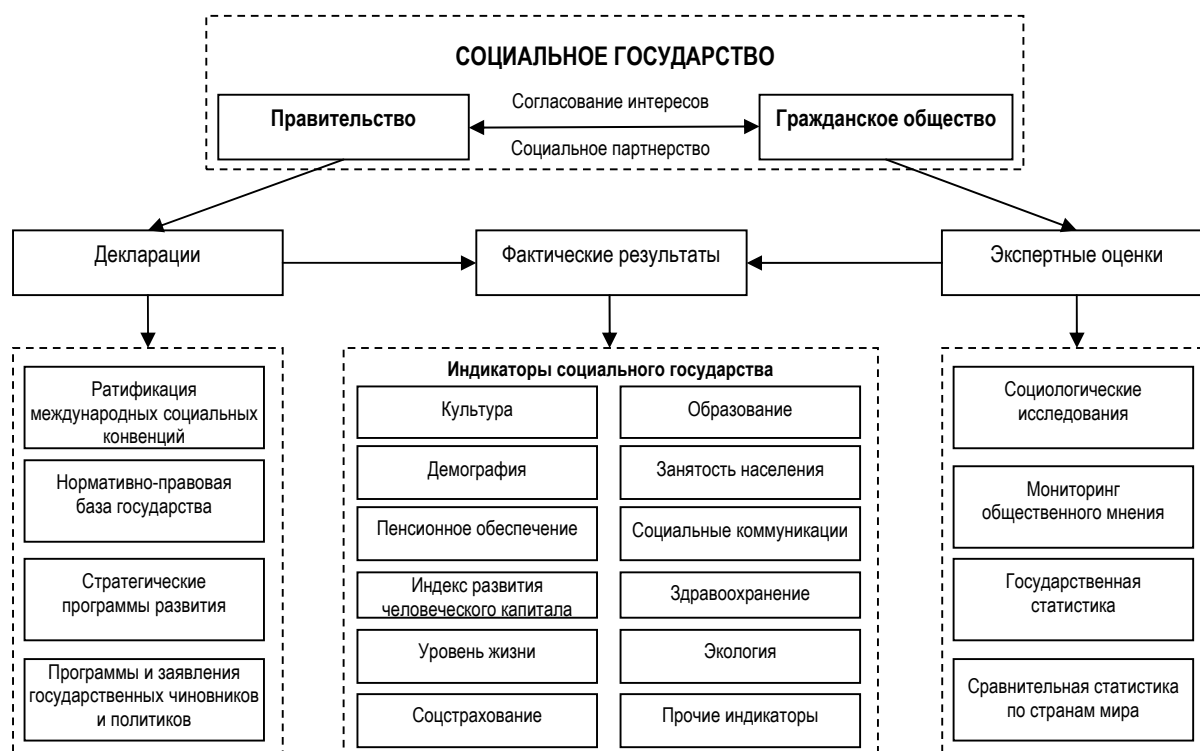 СОЦИАЛЬНОЕ ГОСУДАРСТВО
Правительство
Согласование интересов
Социальное партнерство
Гражданское общество
Декларации
Фактические результаты
Экспертные оценки
Ратификация
международных социальных
конвенций
Нормативно-правовая
база государства
Стратегические
программы развития
Программы и заявления
государственных чиновников
и политиков
Индикаторы социального государства
Культура
Образование
Демография
Занятость населения
Пенсионное обеспечение
Социальные коммуникации
Индекс развития
человеческого капитала
Здравоохранение
Уровень жизни
Экология
Соцстрахование
Прочие индикаторы
Социологические
исследования
Мониторинг
общественного мнения
Государственная
статистика
Сравнительная статистика
по странам мира